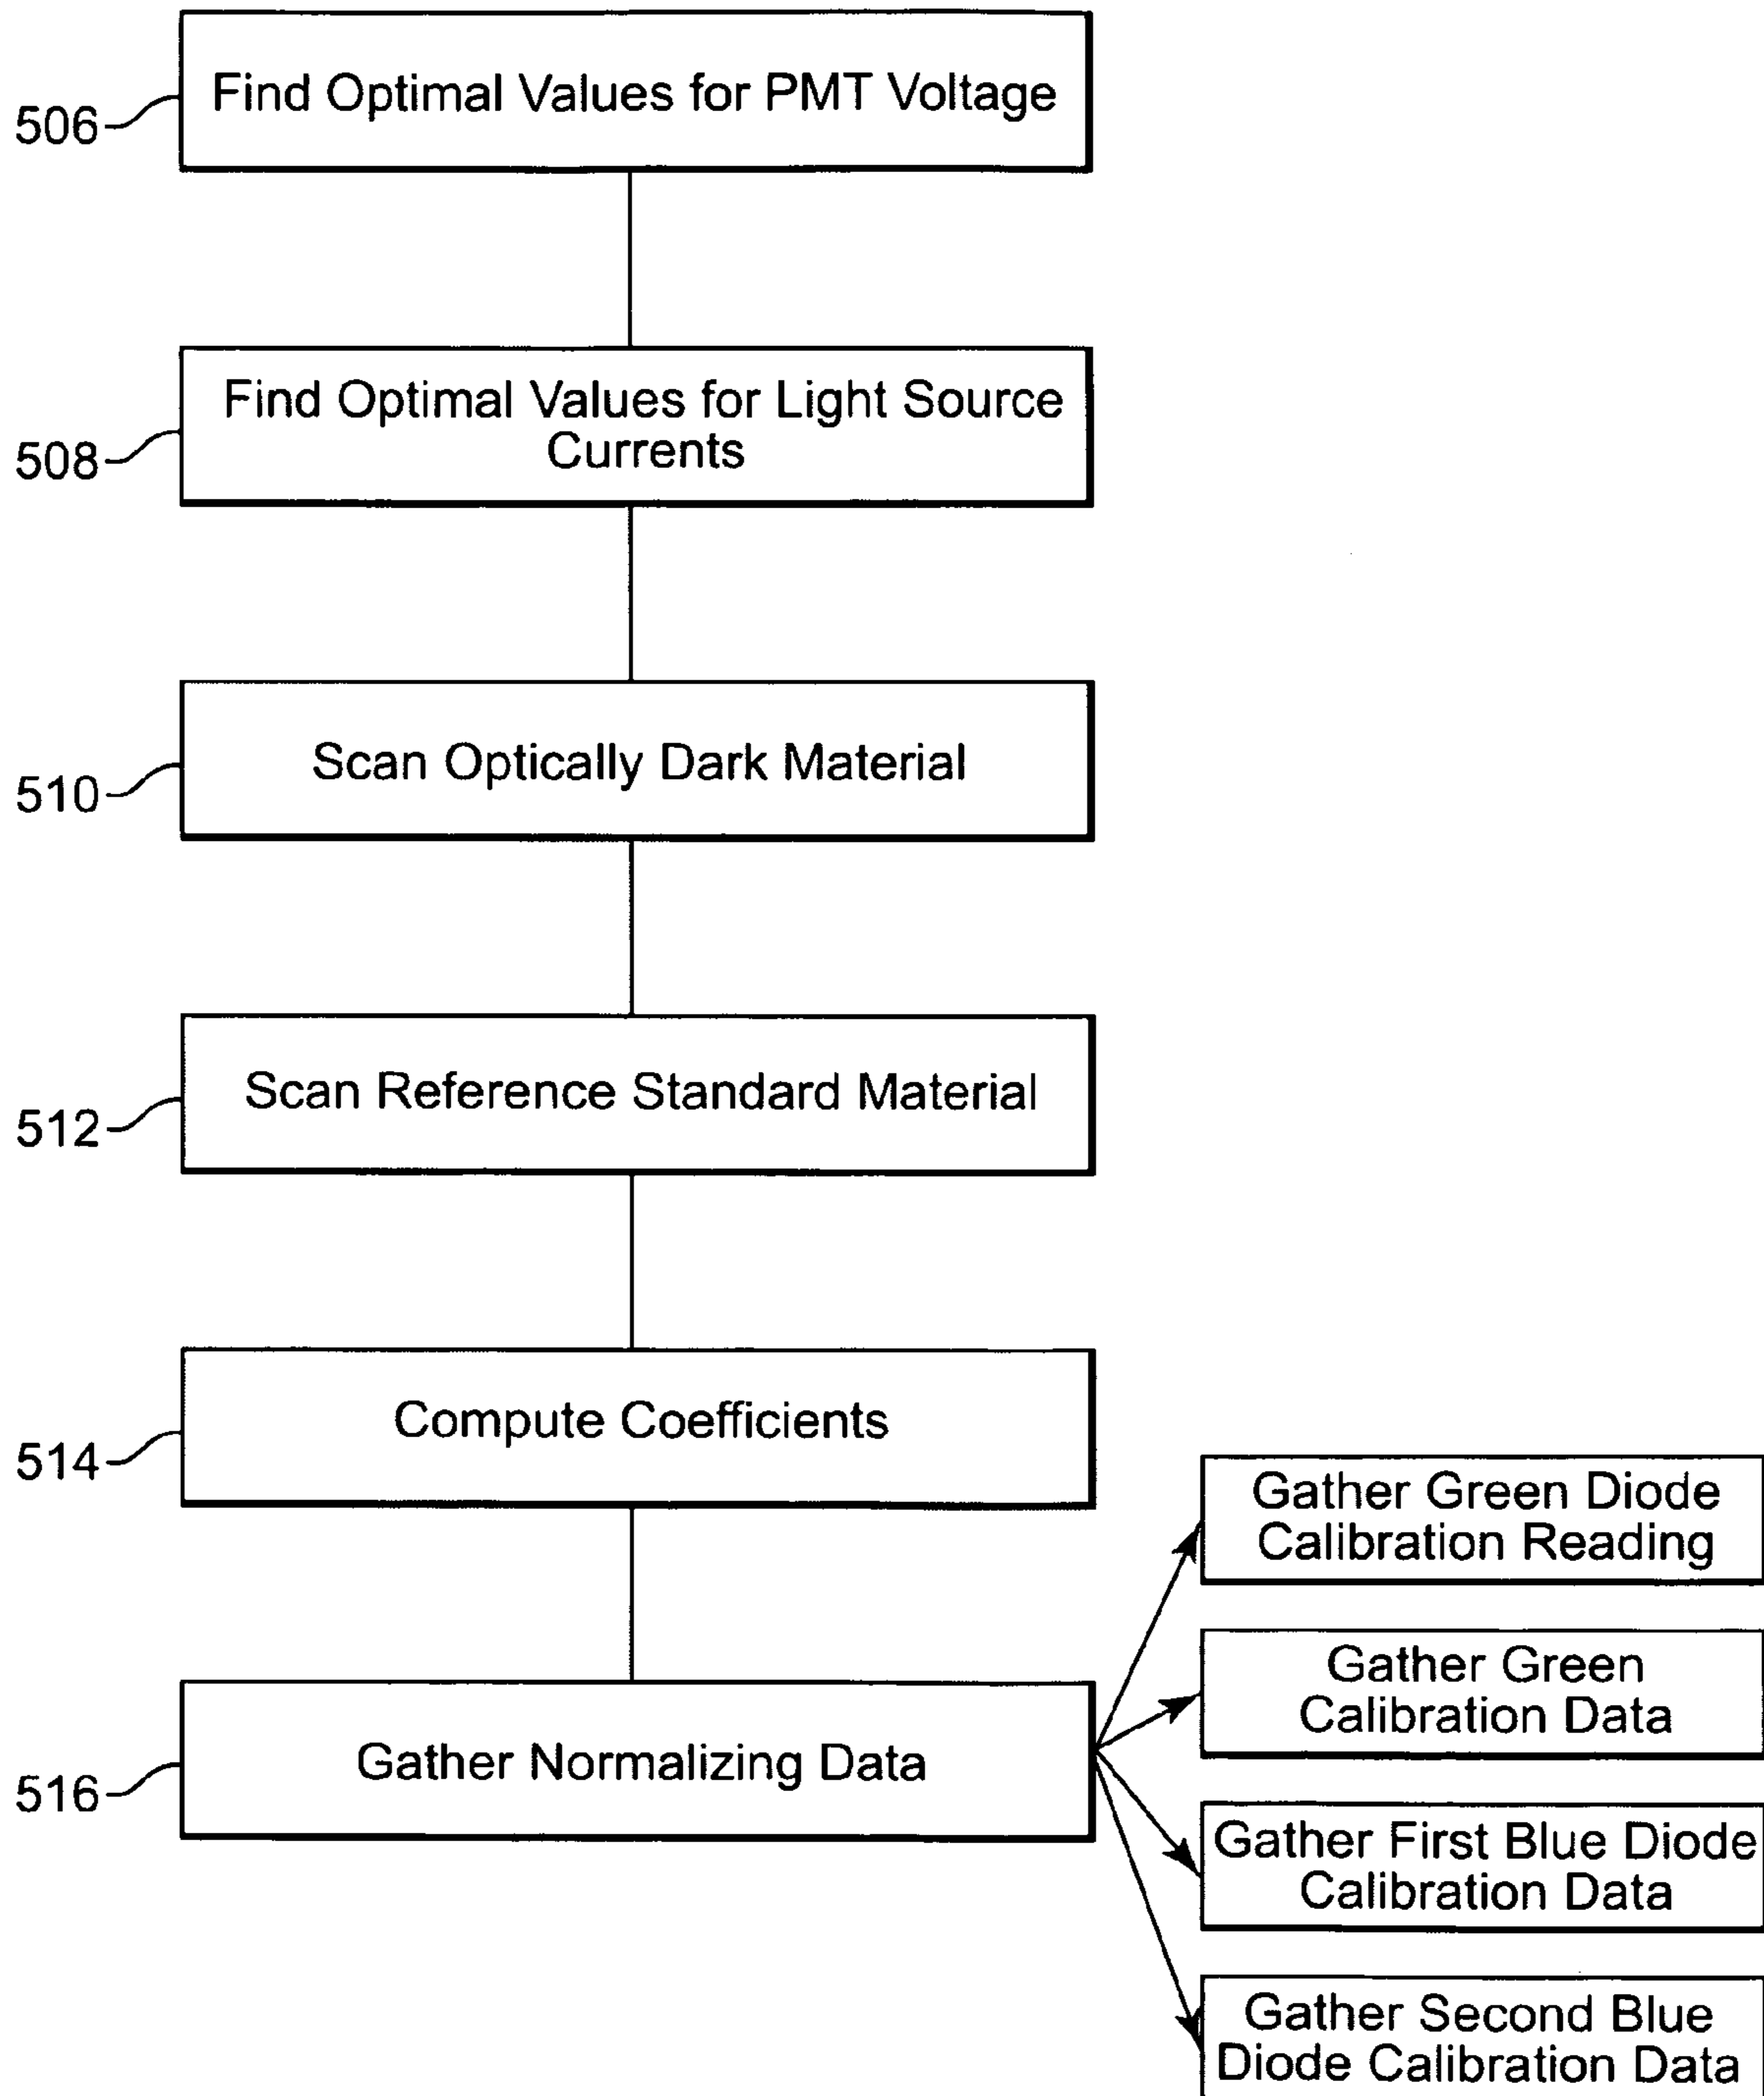 Find Optimal Values for PMT Voltage
506
Find Optimal Values for Light Source
Currents
508
Scan Optically Dark Material
510
Scan Reference Standard Material
512
Compute Coefficients
514
Gather Normalizing Data
516
Gather Green Diode
Calibration Reading
Gather Green
Calibration Data
Gather First Blue Diode
Calibration Data
Gather Second Blue
Diode Calibration Data